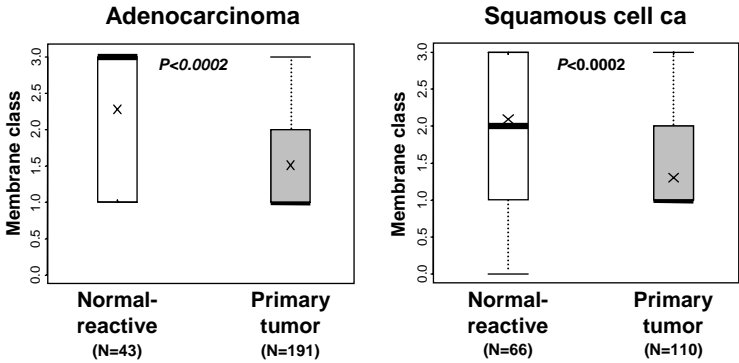 Adenocarcinoma
Membrane class
3.0
2.5
2.0
1.5
1.0
0.5
0.0
P<0.0002
Normal-
reactive
(N=43)
Primary
tumor
(N=191)
Squamous cell ca
Membrane class
3.0
2.5
2.0
1.5
1.0
0.5
0.0
P<0.0002
Normal-
reactive
(N=66)
Primary
tumor
(N=110)